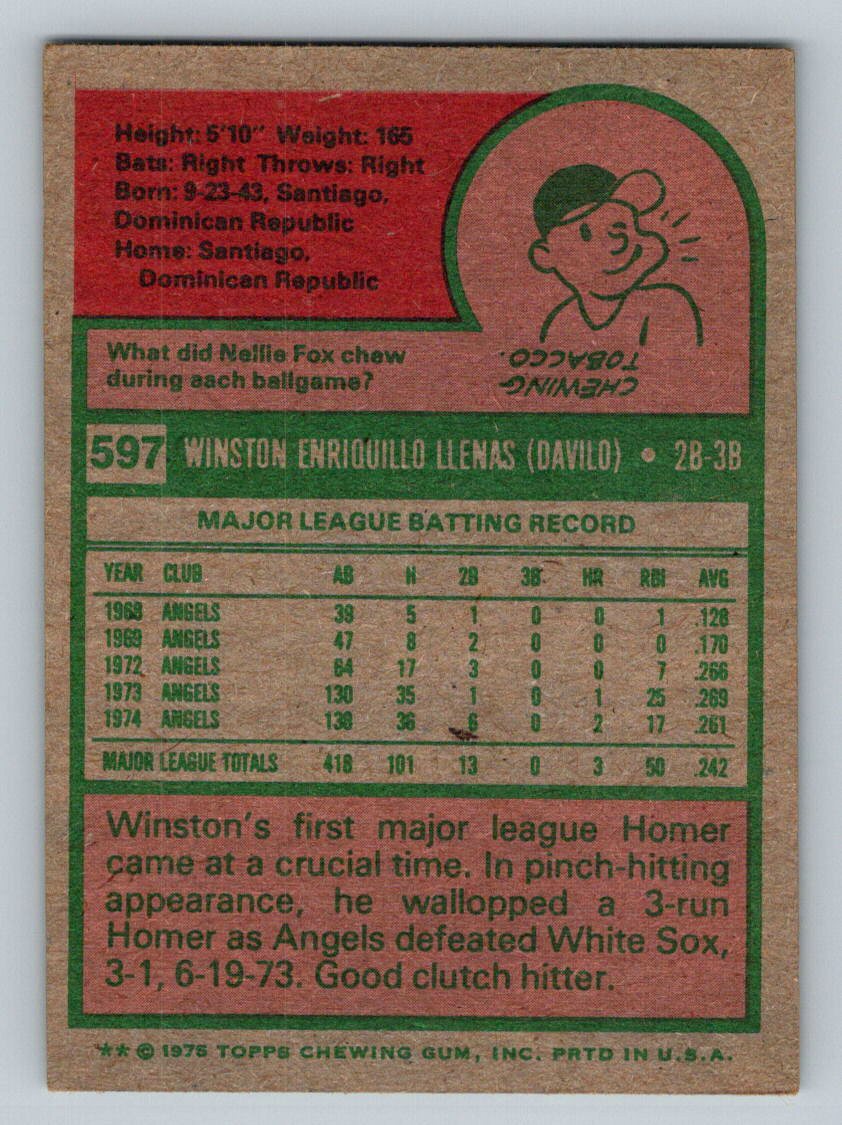 Height: 5'10" Weight: 165
Bats: Right Throws: Right
Born: 9-23-43, Santiago,
Dominican Republic
Home: Santiago,
Dominican Republic
What did Nellie Fox chew
during each ballgame?
CHEWING
TOBACCO.
597 WINSTON ENRIQUILLO LLENAS (DAVILO) • 2B-3B
MAJOR LEAGUE BATTING RECORD
YEAR CLUB AB H 2B 3B HR RBI AVG
1968 ANGELS 39 5 1 0 0 1 .128
1969 ANGELS 47 8 2 0 0 0 .170
1972 ANGELS 64 17 3 0 0 7 .266
1973 ANGELS 130 35 1 0 1 25 .269
1974 ANGELS 138 36 6 0 2 17 .261
MAJOR LEAGUE TOTALS 418 101 13 0 3 50 .242
Winston's first major league Homer
came at a crucial time. In pinch-hitting
appearance, he wallopped a 3-run
Homer as Angels defeated White Sox,
3-1, 6-19-73. Good clutch hitter.
** © 1975 TOPPS CHEWING GUM, INC. PRTD IN U.S.A.